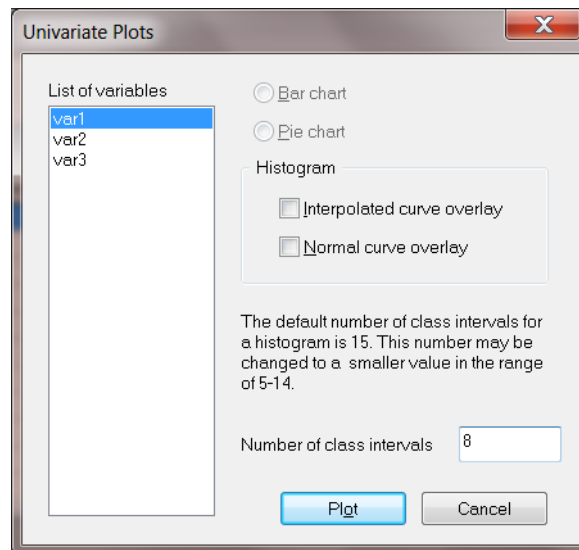 Univariate Plots
List of variables
var1
var2
var3
Bar chart
Pie chart
Histogram
Interpolated curve overlay
Normal curve overlay
The default number of class intervals for
a histogram is 15. This number may be
changed to a smaller value in the range
of 5-14.
Number of class intervals 8
Plot Cancel